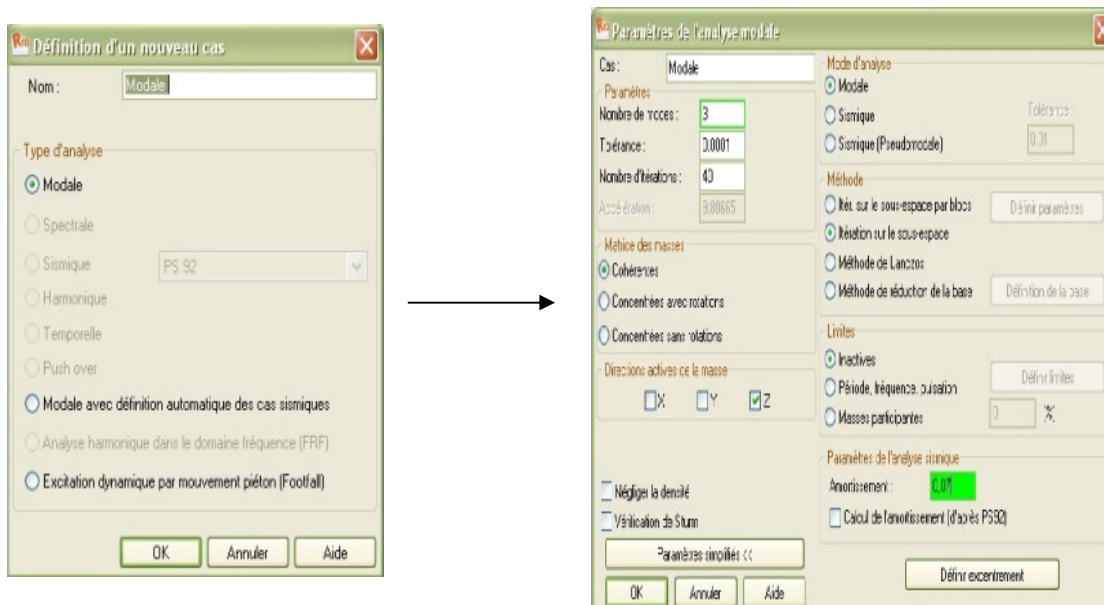 Définition d'un nouveau cas
Nom :
Modale
Type d'analyse
Modale
Spectrale
Sismique
PS 92
Harmonique
Temporelle
Push over
Modale avec définition automatique des cas sismiques
Analyse harmonique dans le domaine fréquence (FRF)
Excitation dynamique par mouvement piéton (Footfall)
OK Annuler Aide
Paramètres de l'analyse modale
Cas : Modale
Paramètres
Nombre de modes : 3
Tolérance : 0.0001
Nombre d'itérations : 40
Accélération : 9.80665
Matrice des masses
Cohérentes
Concentrées avec rotations
Concentrées sans rotations
Directions actives de la masse
X Y Z
Négliger la densité
Vérification de Sturm
Paramètres simplifiés <<
OK Annuler Aide
Mode d'analyse
Modale
Sismique
Tolérance :
Sismique (Pseudomodale)
0.01
Méthode
Itér. sur le sous-espace par blocs
Définir paramètres
Itération sur le sous-espace
Méthode de Lanczos
Méthode de réduction de la base
Définition de la base
Limites
Inactives
Définir limites
Période, fréquence, pulsation
Masses participantes
0 %
Paramètres de l'analyse sismique
Amortissement : 0,07
Calcul de l'amortissement (d'après PS92)
Définir excentrement